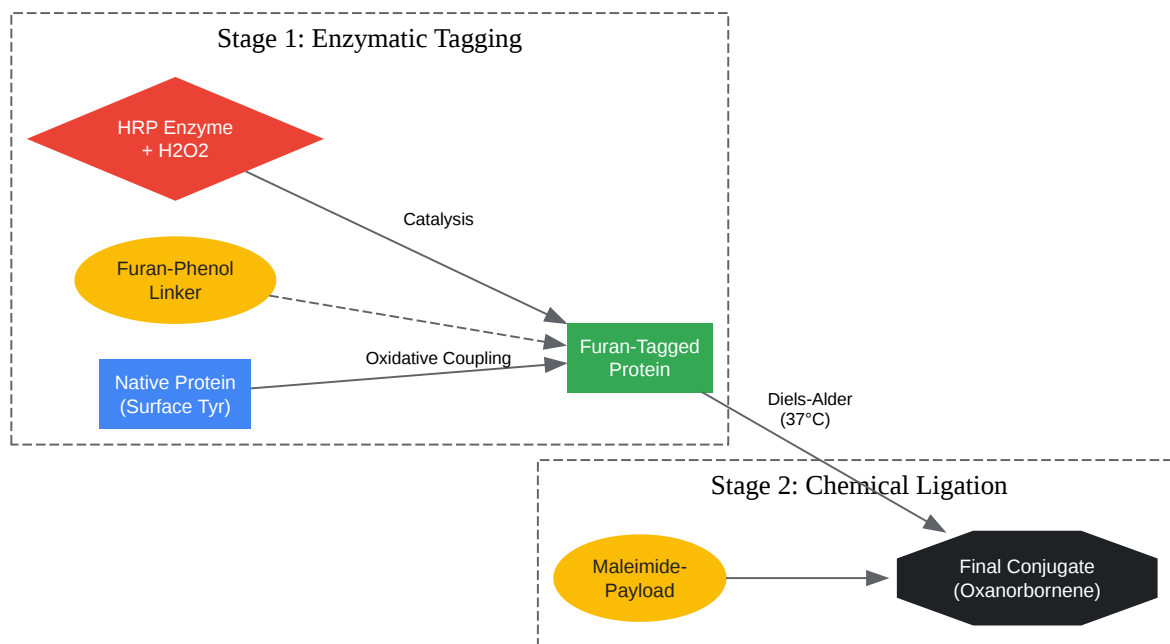 Stage 1: Enzymatic Tagging
HRP Enzyme
+ H2O2
Catalysis
Furan-Phenol
Linker
Oxidative Coupling
Native Protein
(Surface Tyr)
Furan-Tagged
Protein
Diels-Alder
(37°C)
Stage 2: Chemical Ligation
Maleimide-
Payload
Final Conjugate
(Oxanorbornene)